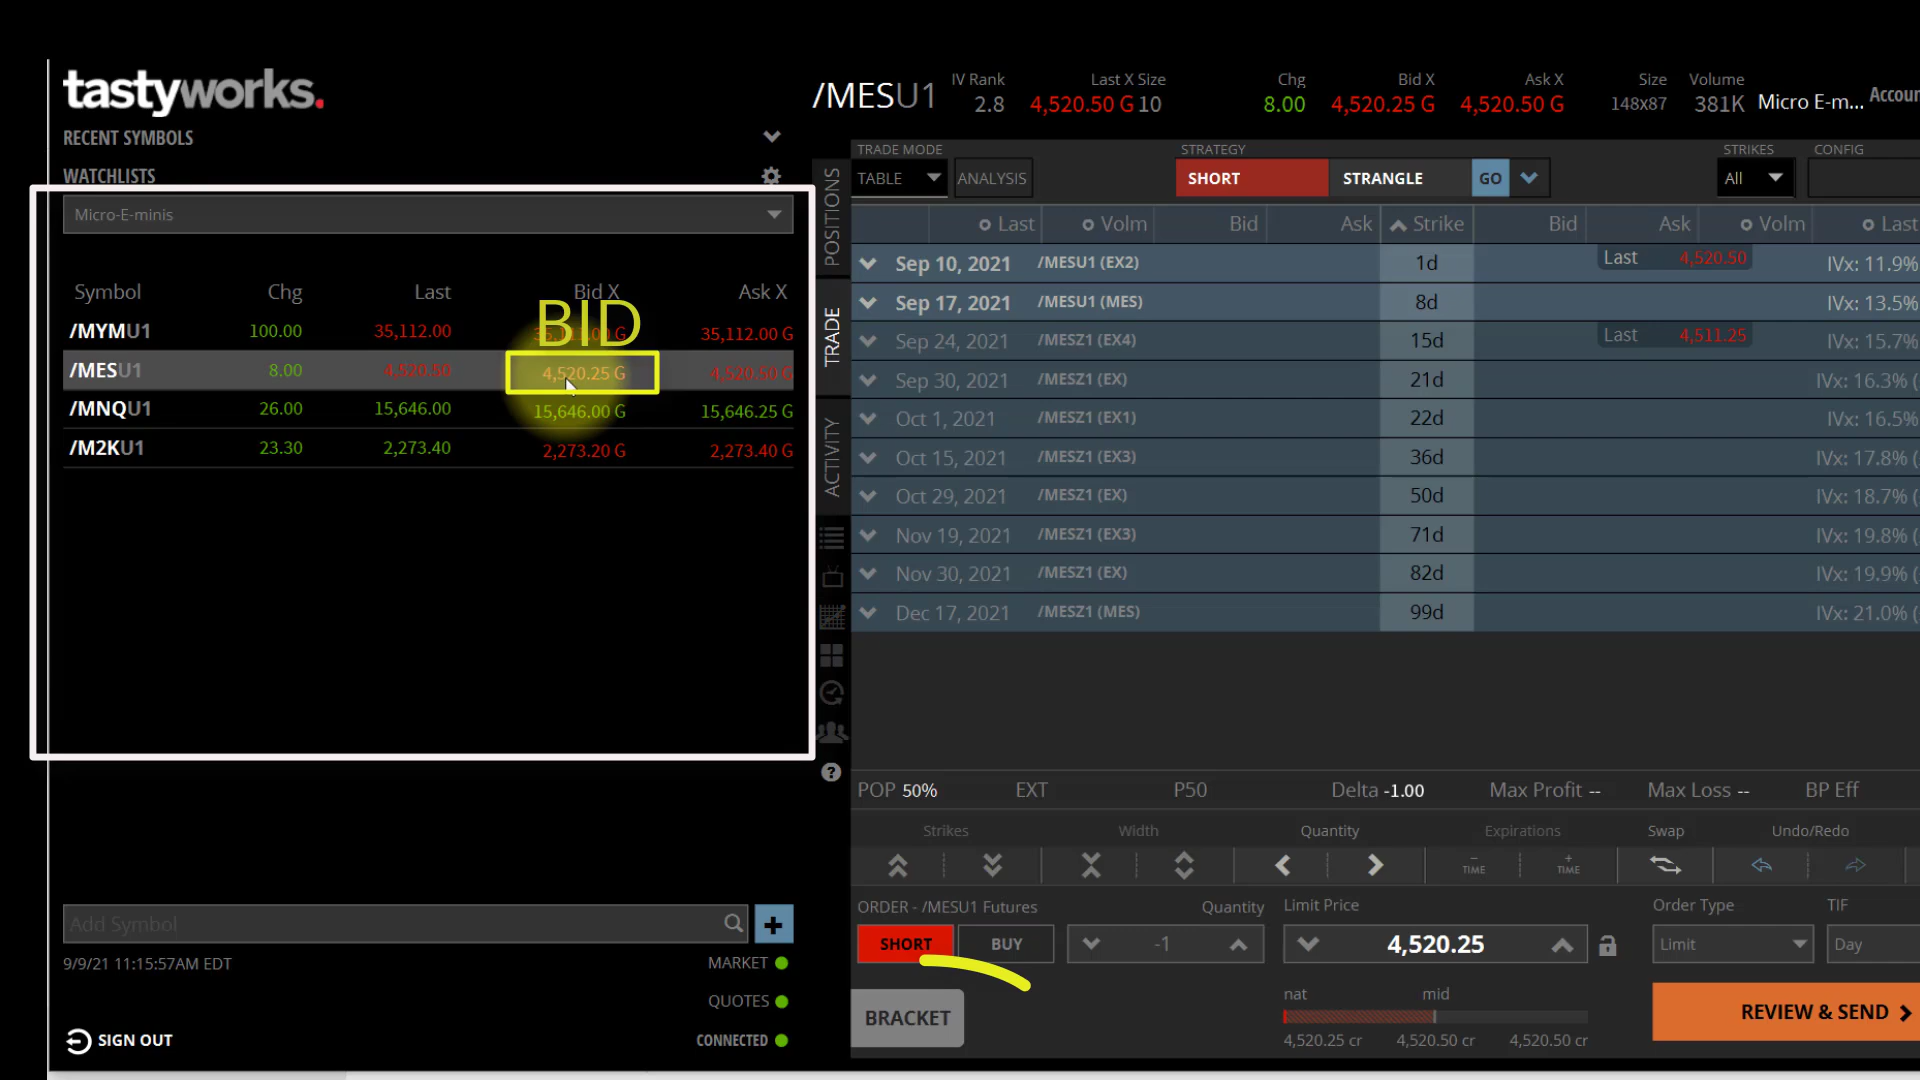 tastyworks.
RECENT SYMBOLS
WATCHLISTS
Micro-E-minis
Symbol Chg Last Bid X Ask X
BID
/MYMU1 100.00 35,112.00 35,112.00 G 35,112.00 G
/MESU1 8.00 4,520.50 4,520.25 G 4,520.50 G
/MNQU1 26.00 15,646.00 15,646.00 G 15,646.25 G
/M2KU1 23.30 2,273.40 2,273.20 G 2,273.40 G
Add Symbol
9/9/21 11:15:57AM EDT
MARKET
QUOTES
CONNECTED
SIGN OUT
POSITIONS
TRADE
ACTIVITY
/MESU1
IV Rank Last X Size Chg Bid X Ask X Size Volume
2.8 4,520.50 G 10 8.00 4,520.25 G 4,520.50 G 148x87 381K Micro E-m... Accoun
TRADE MODE STRATEGY STRIKES CONFIG
TABLE ANALYSIS SHORT STRANGLE GO All
Last Volm Bid Ask Strike Bid Ask Volm Last
Sep 10, 2021 /MESU1 (EX2) 1d Last 4,520.50 IVx: 11.9%
Sep 17, 2021 /MESU1 (MES) 8d IVx: 13.5%
Sep 24, 2021 /MESZ1 (EX4) 15d Last 4,511.25 IVx: 15.7%
Sep 30, 2021 /MESZ1 (EX) 21d IVx: 16.3% (
Oct 1, 2021 /MESZ1 (EX1) 22d IVx: 16.5%
Oct 15, 2021 /MESZ1 (EX3) 36d IVx: 17.8% (
Oct 29, 2021 /MESZ1 (EX) 50d IVx: 18.7% (
Nov 19, 2021 /MESZ1 (EX3) 71d IVx: 19.8% (
Nov 30, 2021 /MESZ1 (EX) 82d IVx: 19.9% (
Dec 17, 2021 /MESZ1 (MES) 99d IVx: 21.0% (
POP 50% EXT P50 Delta -1.00 Max Profit -- Max Loss -- BP Eff
Strikes Width Quantity Expirations Swap Undo/Redo
− TIME + TIME
ORDER - /MESU1 Futures Quantity Limit Price Order Type TIF
SHORT BUY -1 4,520.25 Limit Day
BRACKET
nat mid
4,520.25 cr 4,520.50 cr 4,520.50 cr
REVIEW & SEND